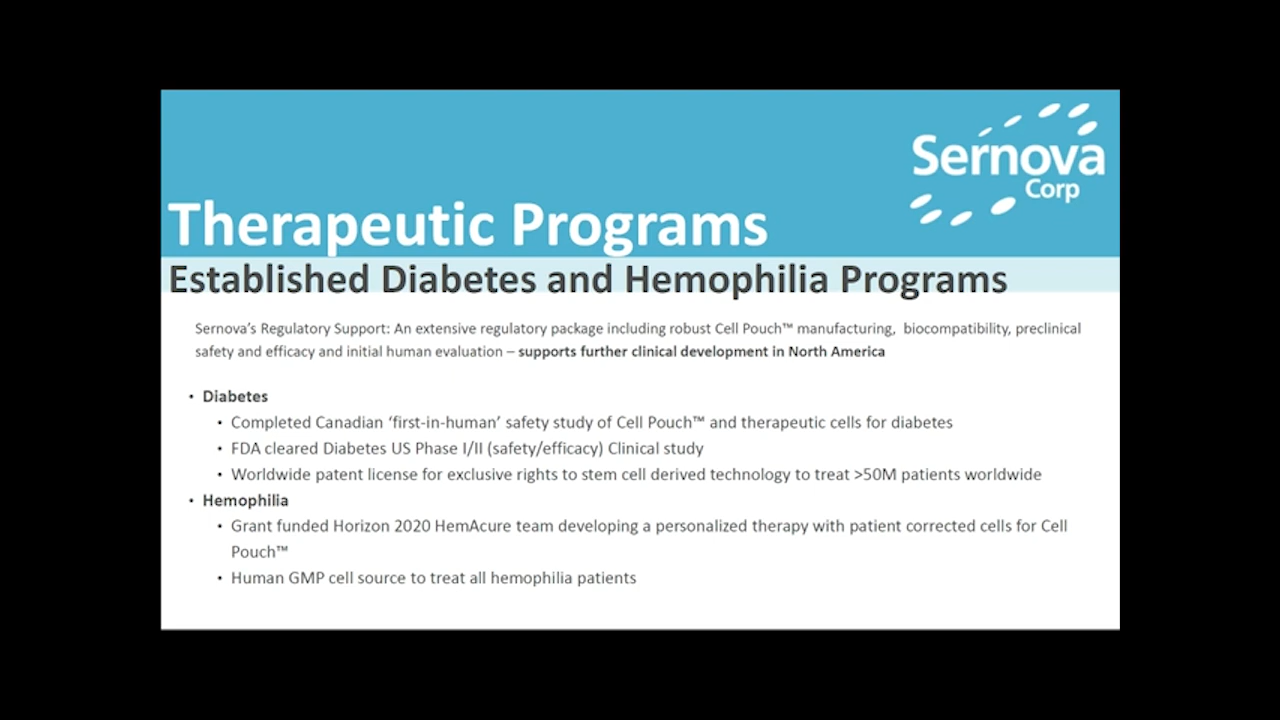 Sernova
Corp
Therapeutic Programs
Established Diabetes and Hemophilia Programs
Sernova’s Regulatory Support: An extensive regulatory package including robust Cell Pouch™ manufacturing, biocompatibility, preclinical
safety and efficacy and initial human evaluation – supports further clinical development in North America
• Diabetes
• Completed Canadian ‘first-in-human’ safety study of Cell Pouch™ and therapeutic cells for diabetes
• FDA cleared Diabetes US Phase I/II (safety/efficacy) Clinical study
• Worldwide patent license for exclusive rights to stem cell derived technology to treat >50M patients worldwide
• Hemophilia
• Grant funded Horizon 2020 HemAcure team developing a personalized therapy with patient corrected cells for Cell
Pouch™
• Human GMP cell source to treat all hemophilia patients